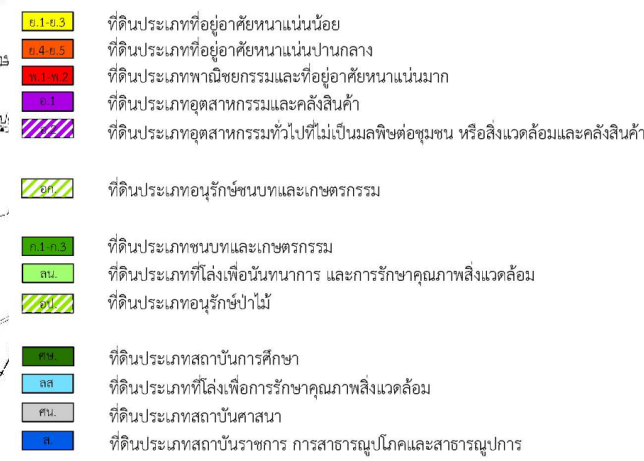 ย.1-ย.3 ที่ดินประเภทที่อยู่อาศัยหนาแน่นน้อย
ย.4-ย.5 ที่ดินประเภทที่อยู่อาศัยหนาแน่นปานกลาง
พ.1-พ.2 ที่ดินประเภทพาณิชยกรรมและที่อยู่อาศัยหนาแน่นมาก
อ.1 ที่ดินประเภทอุตสาหกรรมและคลังสินค้า
ที่ดินประเภทอุตสาหกรรมทั่วไปที่ไม่เป็นมลพิษต่อชุมชน หรือสิ่งแวดล้อมและคลังสินค้า
อก. ที่ดินประเภทอนุรักษ์ชนบทและเกษตรกรรม
ก.1-ก.3 ที่ดินประเภทชนบทและเกษตรกรรม
ลน. ที่ดินประเภทที่โล่งเพื่อนันทนาการ และการรักษาคุณภาพสิ่งแวดล้อม
อป. ที่ดินประเภทอนุรักษ์ป่าไม้
ศษ. ที่ดินประเภทสถาบันการศึกษา
ลส ที่ดินประเภทที่โล่งเพื่อการรักษาคุณภาพสิ่งแวดล้อม
ศน. ที่ดินประเภทสถาบันศาสนา
ส. ที่ดินประเภทสถาบันราชการ การสาธารณูปโภคและสาธารณูปการ